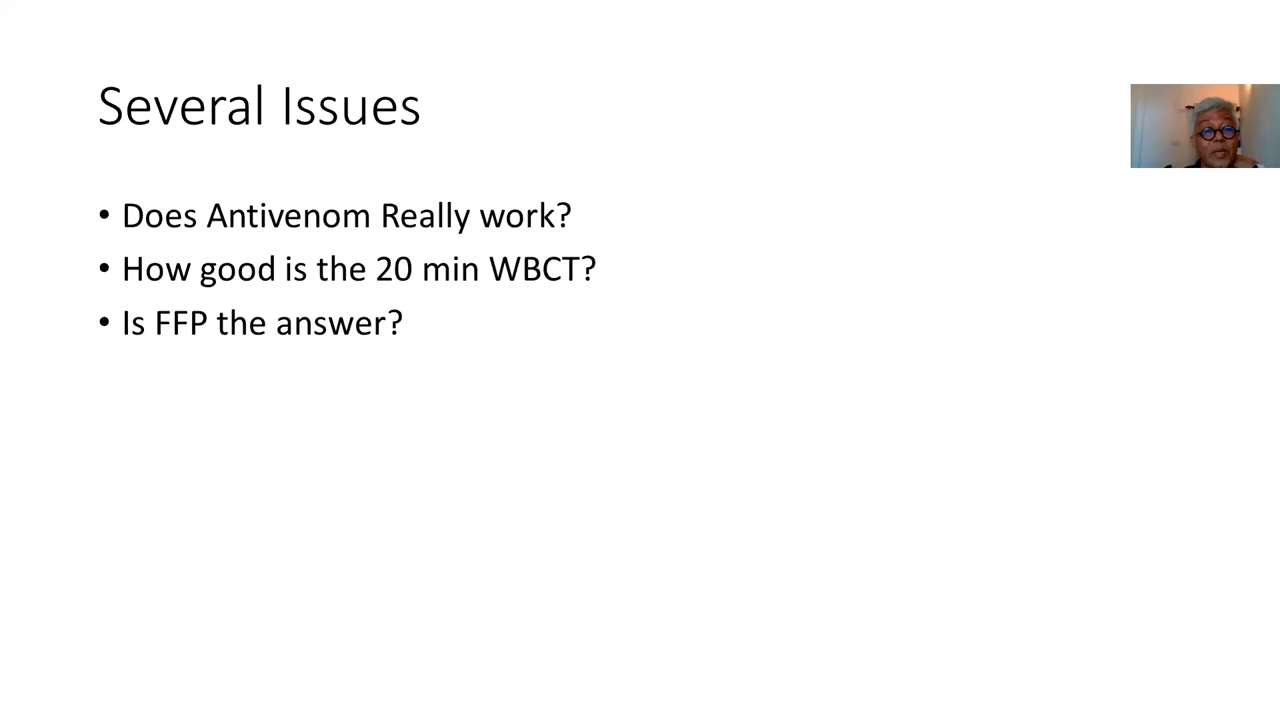 Several Issues
• Does Antivenom Really work?
• How good is the 20 min WBCT?
• Is FFP the answer?